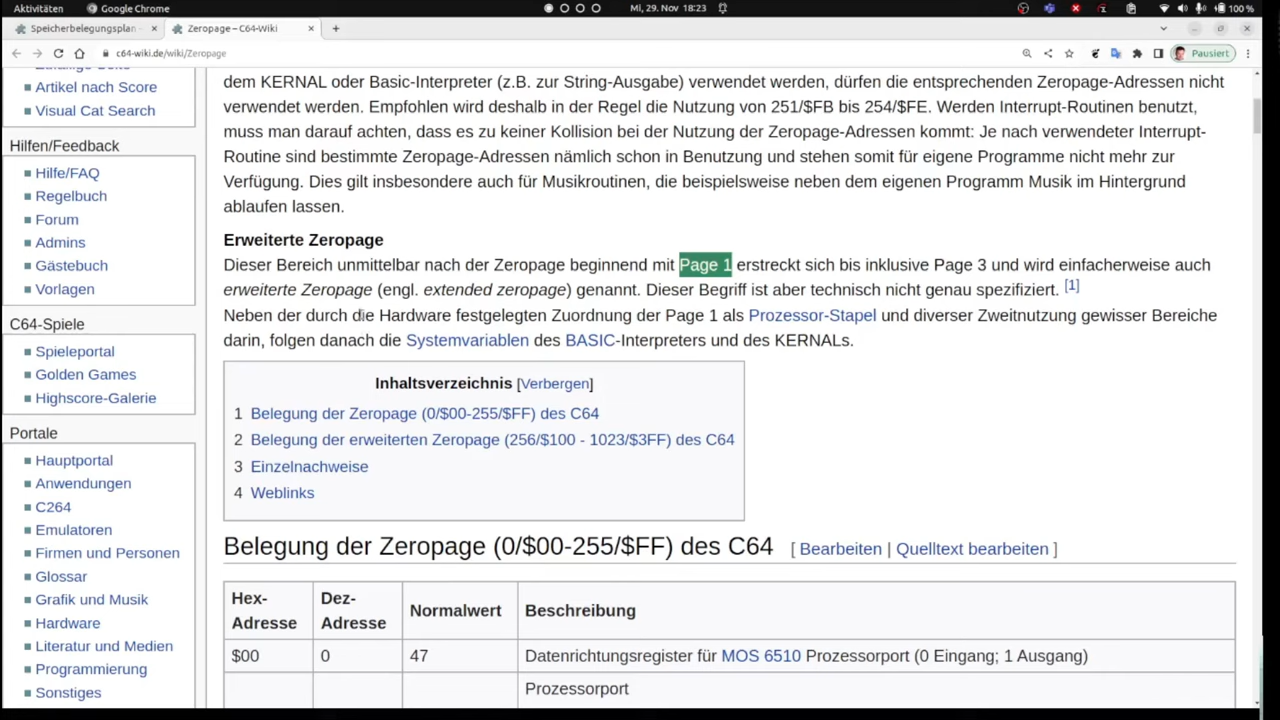 Aktivitäten
Google Chrome
Mi, 29. Nov 18:23
100 %
Speicherbelegungsplan –
Zeropage – C64-Wiki
c64-wiki.de/wiki/Zeropage
Pausiert
Artikel nach Score
Visual Cat Search
Hilfen/Feedback
Hilfe/FAQ
Regelbuch
Forum
Admins
Gästebuch
Vorlagen
C64-Spiele
Spieleportal
Golden Games
Highscore-Galerie
Portale
Hauptportal
Anwendungen
C264
Emulatoren
Firmen und Personen
Glossar
Grafik und Musik
Hardware
Literatur und Medien
Programmierung
Sonstiges
dem KERNAL oder Basic-Interpreter (z.B. zur String-Ausgabe) verwendet werden, dürfen die entsprechenden Zeropage-Adressen nicht
verwendet werden. Empfohlen wird deshalb in der Regel die Nutzung von 251/$FB bis 254/$FE. Werden Interrupt-Routinen benutzt,
muss man darauf achten, dass es zu keiner Kollision bei der Nutzung der Zeropage-Adressen kommt: Je nach verwendeter Interrupt-
Routine sind bestimmte Zeropage-Adressen nämlich schon in Benutzung und stehen somit für eigene Programme nicht mehr zur
Verfügung. Dies gilt insbesondere auch für Musikroutinen, die beispielsweise neben dem eigenen Programm Musik im Hintergrund
ablaufen lassen.
Erweiterte Zeropage
Dieser Bereich unmittelbar nach der Zeropage beginnend mit Page 1 erstreckt sich bis inklusive Page 3 und wird einfacherweise auch
erweiterte Zeropage (engl. extended zeropage) genannt. Dieser Begriff ist aber technisch nicht genau spezifiziert. [1]
Neben der durch die Hardware festgelegten Zuordnung der Page 1 als Prozessor-Stapel und diverser Zweitnutzung gewisser Bereiche
darin, folgen danach die Systemvariablen des BASIC-Interpreters und des KERNALs.
Inhaltsverzeichnis [Verbergen]
1 Belegung der Zeropage (0/$00-255/$FF) des C64
2 Belegung der erweiterten Zeropage (256/$100 - 1023/$3FF) des C64
3 Einzelnachweise
4 Weblinks
Belegung der Zeropage (0/$00-255/$FF) des C64 [ Bearbeiten | Quelltext bearbeiten ]
Hex-Adresse Dez-Adresse Normalwert Beschreibung
$00 0 47 Datenrichtungsregister für MOS 6510 Prozessorport (0 Eingang; 1 Ausgang)
Prozessorport